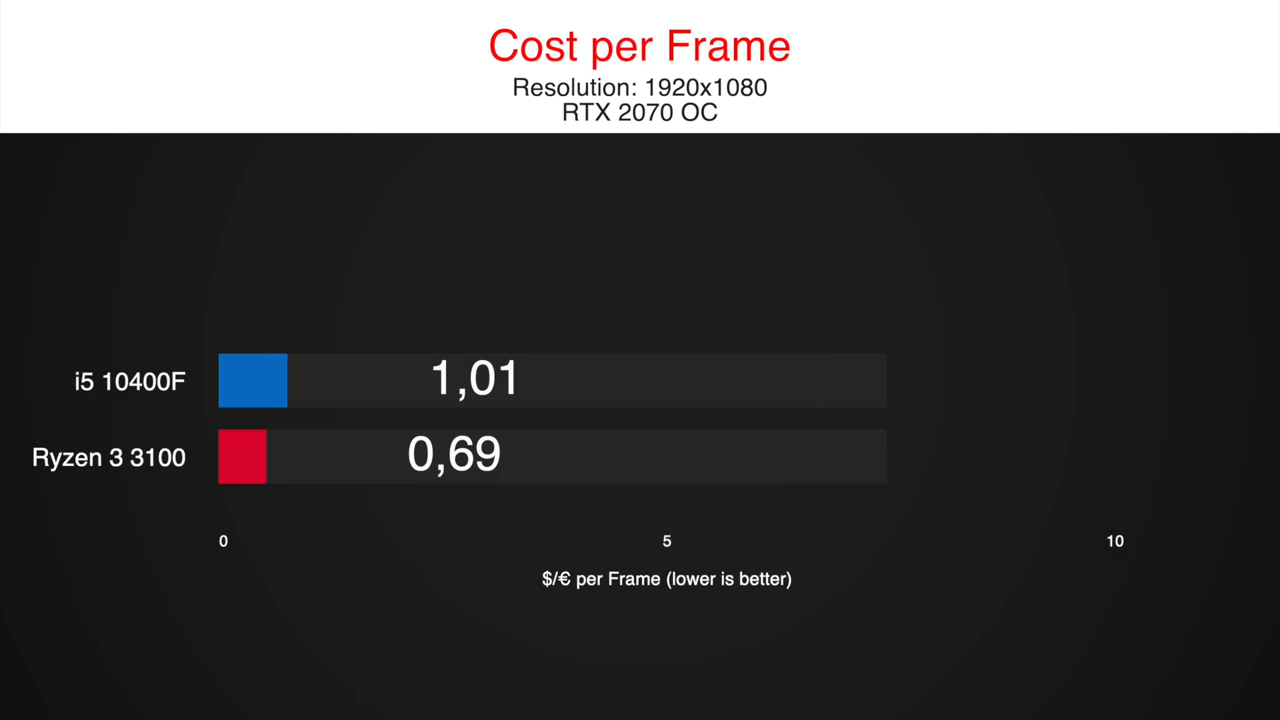 Cost per Frame
Resolution: 1920x1080
RTX 2070 OC
i5 10400F
1,01
Ryzen 3 3100
0,69
0
5
10
$/€ per Frame (lower is better)